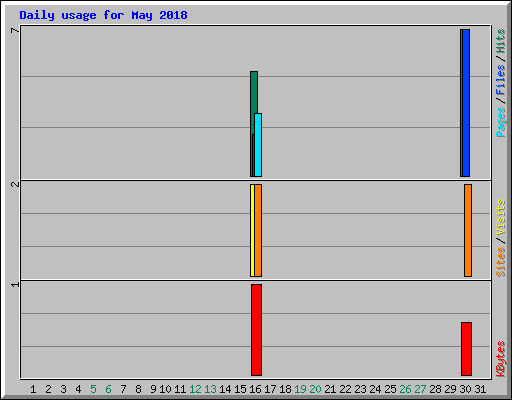 Daily usage for May 2018
7
2
1
Pages / Files / Hits
Sites / Visits
KBytes
1 2 3 4 5 6 7 8 9 10 11 12 13 14 15 16 17 18 19 20 21 22 23 24 25 26 27 28 29 30 31